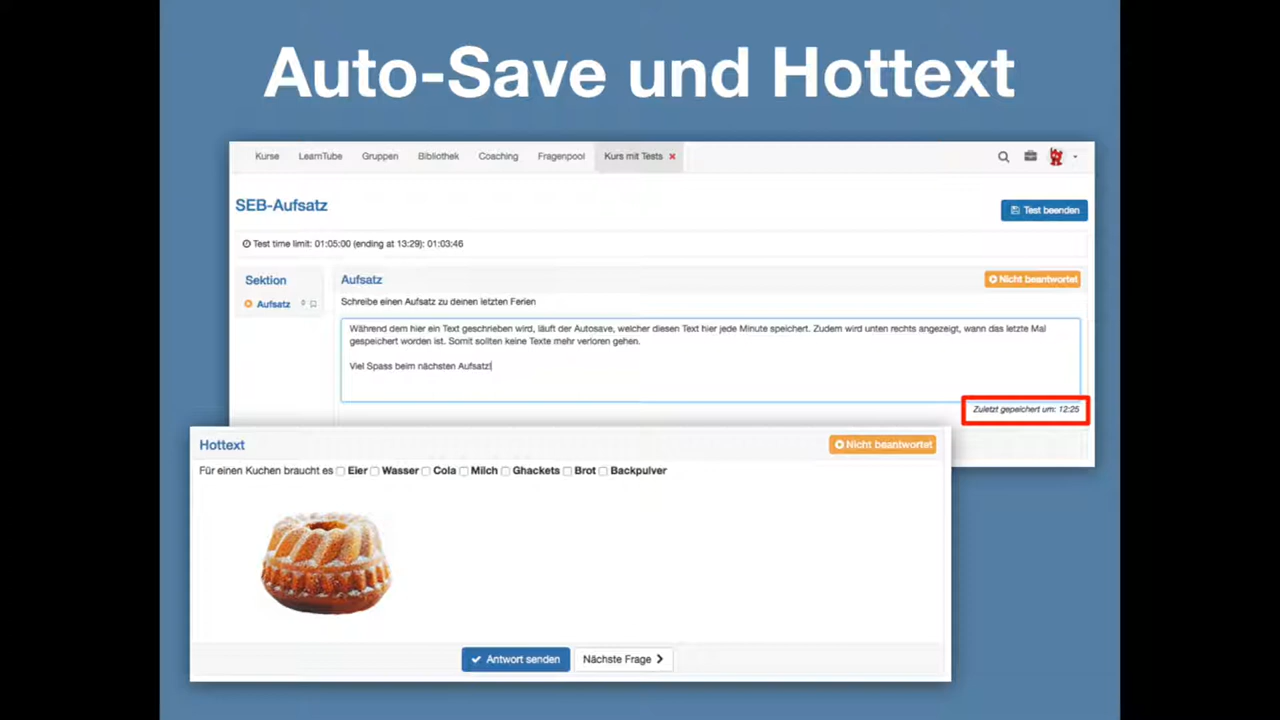 Auto-Save und Hottext
Kurse LearnTube Gruppen Bibliothek Coaching Fragenpool Kurs mit Tests
SEB-Aufsatz
Test beenden
Test time limit: 01:05:00 (ending at 13:29): 01:03:46
Sektion
Aufsatz
Aufsatz
Nicht beantwortet
Schreibe einen Aufsatz zu deinen letzten Ferien
Während dem hier ein Text geschrieben wird, läuft der Autosave, welcher diesen Text hier jede Minute speichert. Zudem wird unten rechts angezeigt, wann das letzte Mal
gespeichert worden ist. Somit sollten keine Texte mehr verloren gehen.
Viel Spass beim nächsten Aufsatz!
Zuletzt gepeichert um: 12:25
Hottext
Nicht beantwortet
Für einen Kuchen braucht es Eier Wasser Cola Milch Ghackets Brot Backpulver
Antwort senden
Nächste Frage